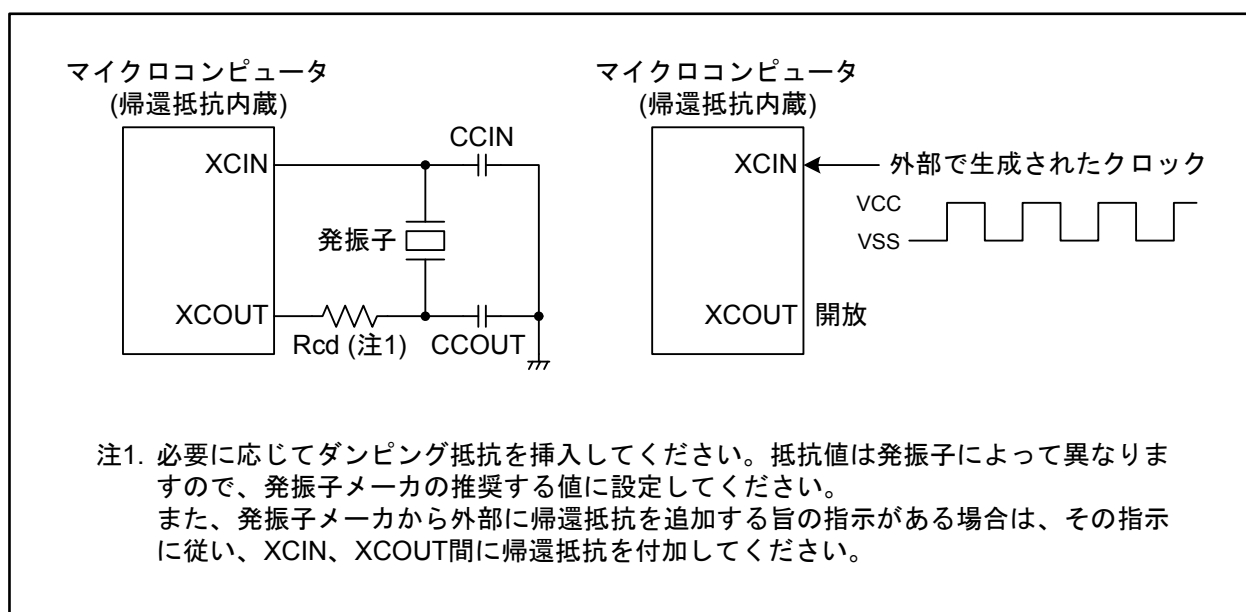 マイクロコンピュータ
(帰還抵抗内蔵)
XCIN
CCIN
発振子
XCOUT
Rcd (注1)
CCOUT
マイクロコンピュータ
(帰還抵抗内蔵)
XCIN
外部で生成されたクロック
VCC
VSS
XCOUT
開放
注1. 必要に応じてダンピング抵抗を挿入してください。抵抗値は発振子によって異なりま
すので、発振子メーカの推奨する値に設定してください。
また、発振子メーカから外部に帰還抵抗を追加する旨の指示がある場合は、その指示
に従い、XCIN、XCOUT間に帰還抵抗を付加してください。